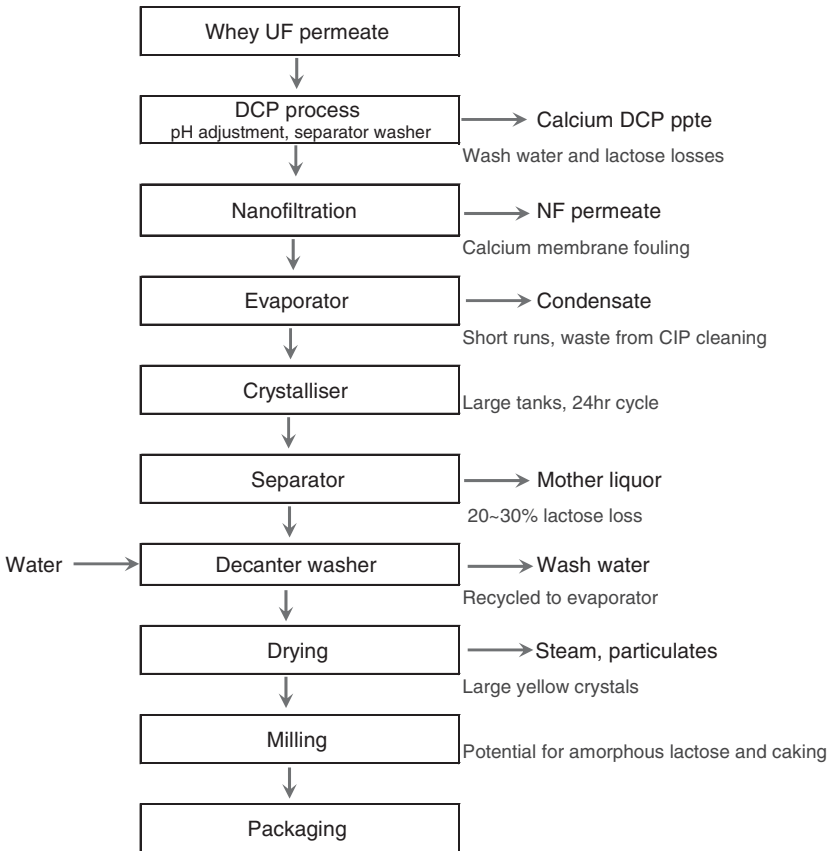 Whey UF permeate
DCP process
pH adjustment, separator washer
Calcium DCP ppte
Wash water and lactose losses
Nanofiltration
NF permeate
Calcium membrane fouling
Evaporator
Condensate
Short runs, waste from CIP cleaning
Crystalliser
Large tanks, 24hr cycle
Separator
Mother liquor
20~30% lactose loss
Water
Decanter washer
Wash water
Recycled to evaporator
Drying
Steam, particulates
Large yellow crystals
Milling
Potential for amorphous lactose and caking
Packaging